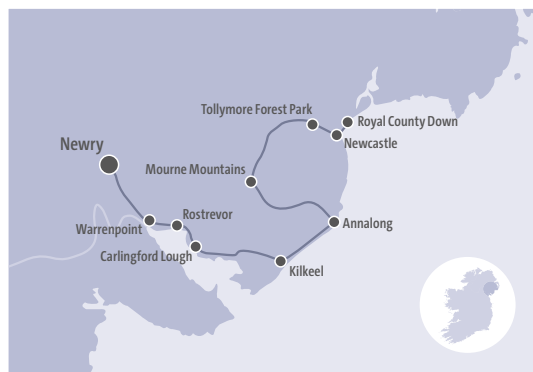 Tollymore Forest Park
Royal County Down
Newcastle
Newry
Mourne Mountains
Rostrevor
Warrenpoint
Annalong
Carlingford Lough
Kilkeel